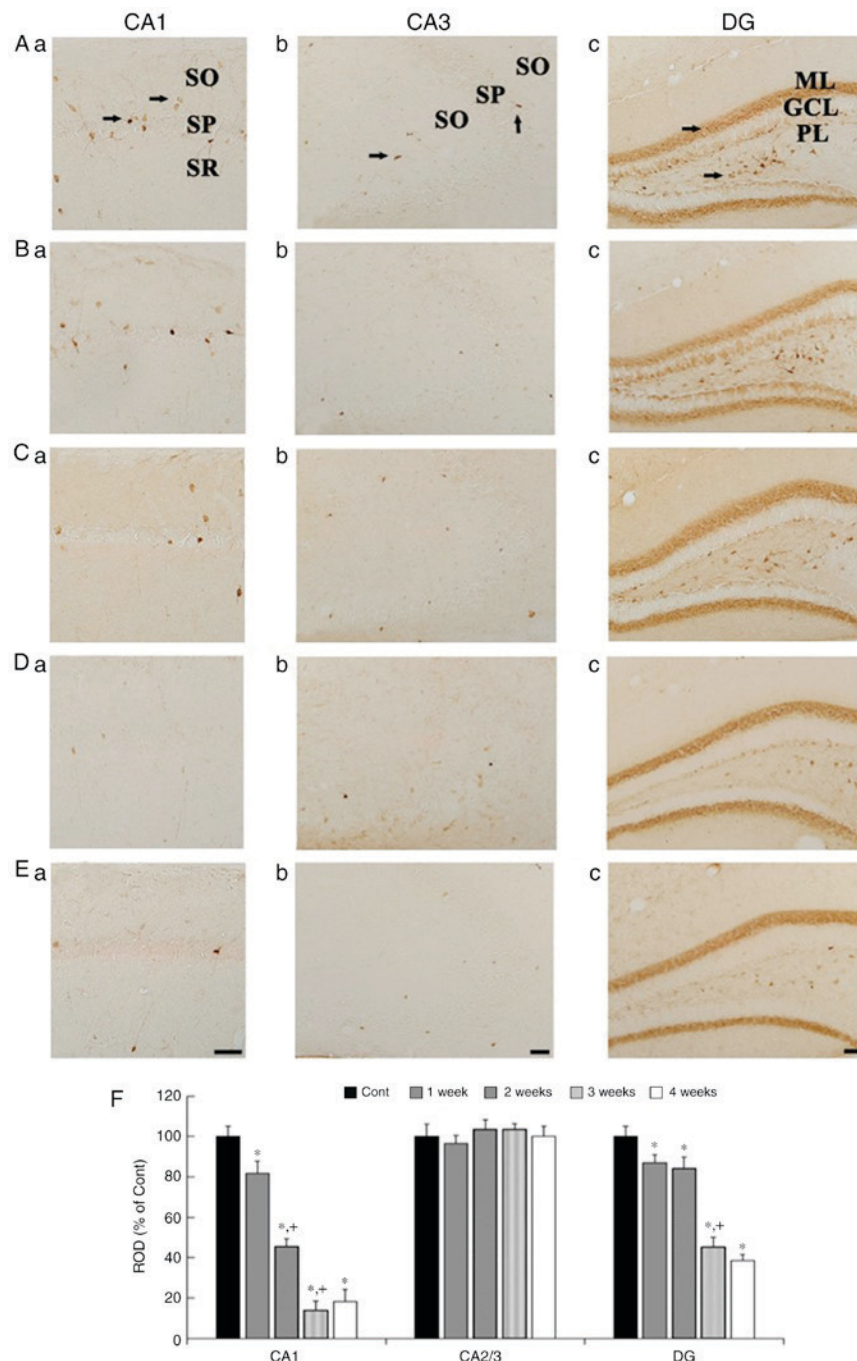 CA1 CA3 DG
A a b c
SO SO ML
SP SP GCL
SR SO PL
B a b c
C a b c
D a b c
E a b c
F
Cont 1 week 2 weeks 3 weeks 4 weeks
ROD (% of Cont)
120
100
80
60
40
20
0
* *,+ *,+ *
* * *,+ *
CA1 CA2/3 DG